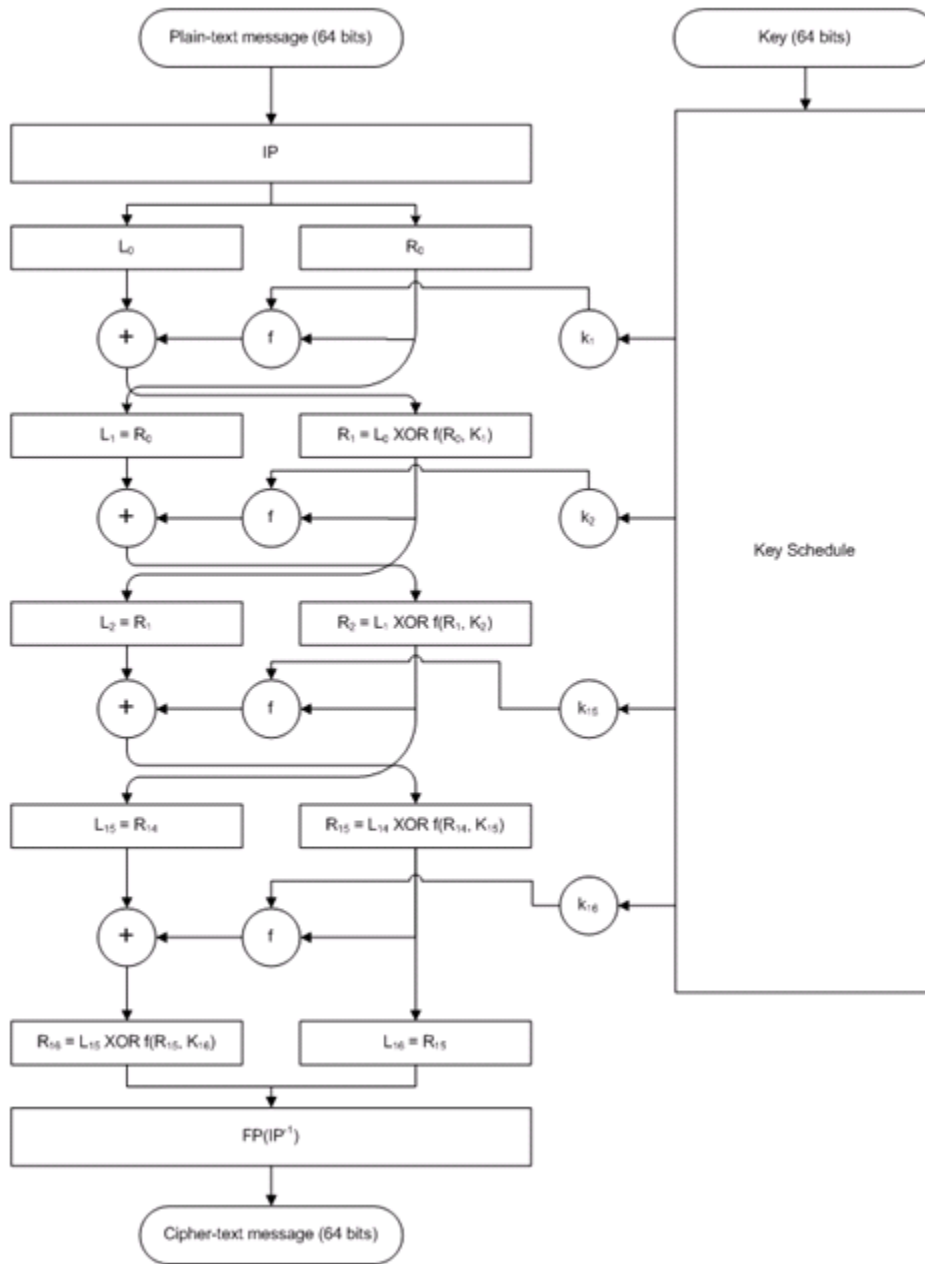 Plain-text message (64 bits)
Key (64 bits)
IP
L₀
R₀
+
f
k₁
L₁ = R₀
R₁ = L₀ XOR f(R₀, K₁)
+
f
k₂
Key Schedule
L₂ = R₁
R₂ = L₁ XOR f(R₁, K₂)
+
f
k₁₅
L₁₅ = R₁₄
R₁₅ = L₁₄ XOR f(R₁₄, K₁₅)
+
f
k₁₆
R₁₆ = L₁₅ XOR f(R₁₅, K₁₆)
L₁₆ = R₁₅
FP(IP⁻¹)
Cipher-text message (64 bits)